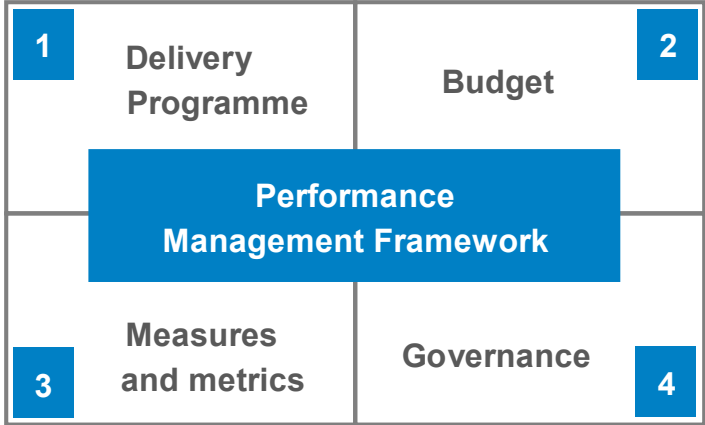 1
Delivery
Programme
2
Budget
Performance
Management Framework
3
Measures
and metrics
4
Governance